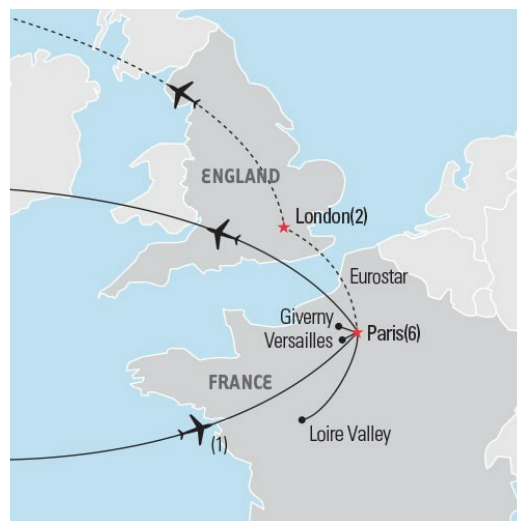 ENGLAND
London(2)
Eurostar
Giverny
Versailles
Paris(6)
FRANCE
Loire Valley
(1)